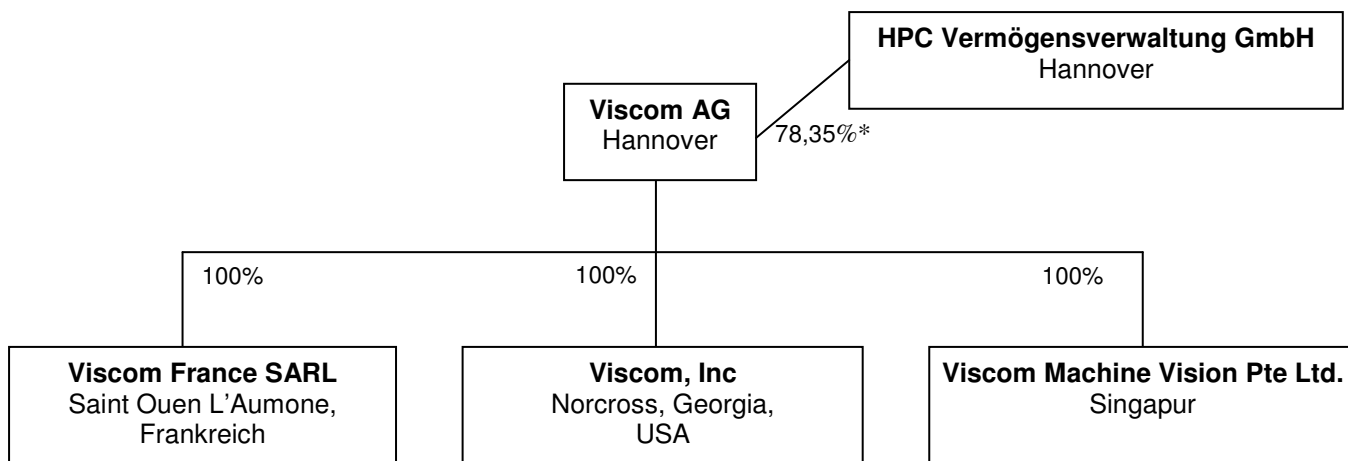 HPC Vermögensverwaltung GmbH
Hannover
Viscom AG
Hannover
78,35%*
100%
100%
100%
Viscom France SARL
Saint Ouen L'Aumone,
Frankreich
Viscom, Inc
Norcross, Georgia,
USA
Viscom Machine Vision Pte Ltd.
Singapur